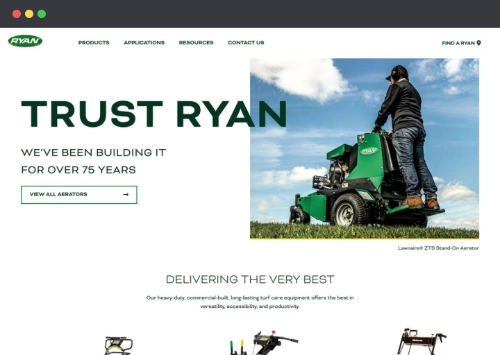 RYAN
PRODUCTS
APPLICATIONS
RESOURCES
CONTACT US
FIND A RYAN
TRUST RYAN
WE'VE BEEN BUILDING IT
FOR OVER 75 YEARS
VIEW ALL AERATORS
RYAN
Lawnaire® ZTS Stand-On Aerator
DELIVERING THE VERY BEST
Our heavy-duty, commercial-built, long-lasting turf care equipment offers the best in
versatility, accessibility, and productivity.